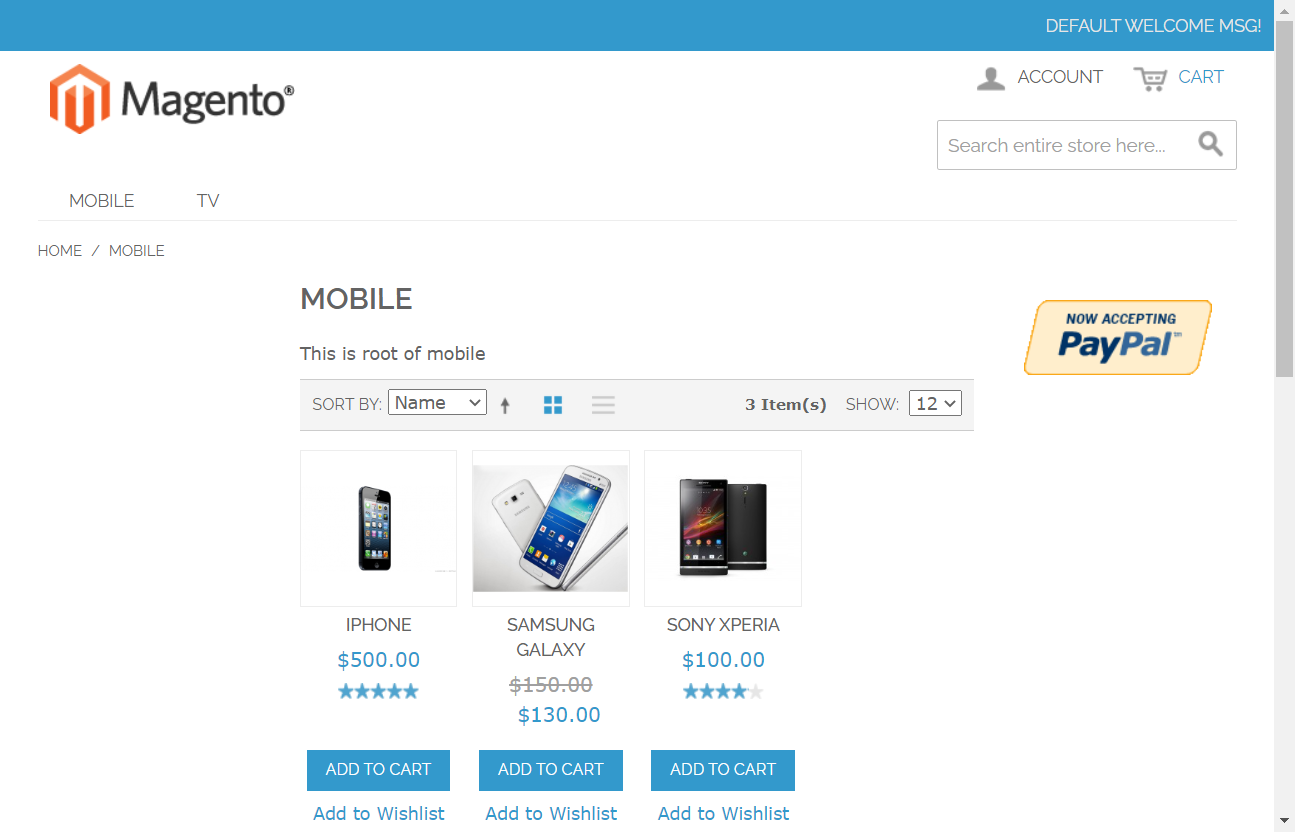 DEFAULT WELCOME MSG!
Magento®
ACCOUNT CART
Search entire store here...
MOBILE TV
HOME / MOBILE
MOBILE
NOW ACCEPTING
PayPal™
This is root of mobile
SORT BY: Name 3 Item(s) SHOW: 12
IPHONE
$500.00
ADD TO CART
Add to Wishlist
SAMSUNG
GALAXY
$150.00
$130.00
ADD TO CART
Add to Wishlist
SONY XPERIA
$100.00
ADD TO CART
Add to Wishlist